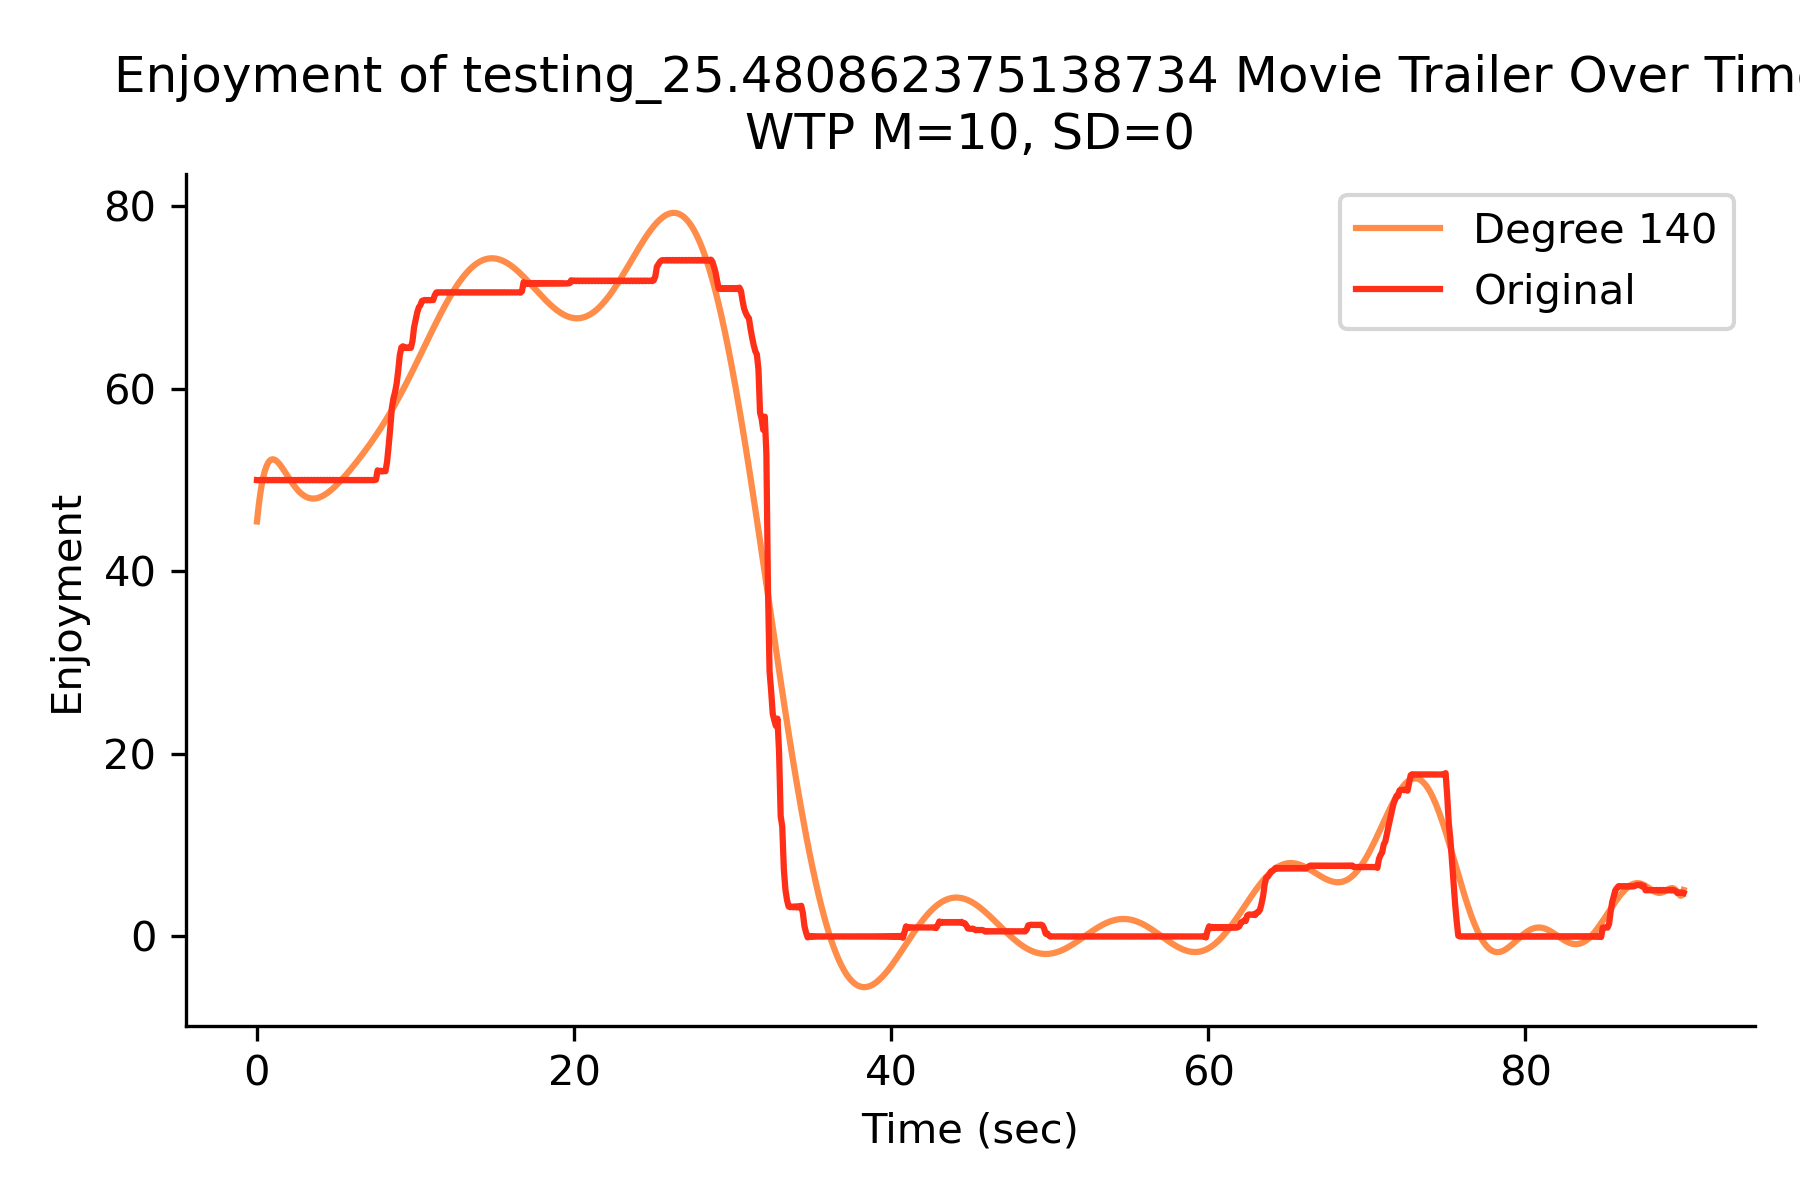 Enjoyment of testing_25.480862375138734 Movie Trailer Over Time
WTP M=10, SD=0
80
60
40
20
0
Enjoyment
Degree 140
Original
0 20 40 60 80
Time (sec)